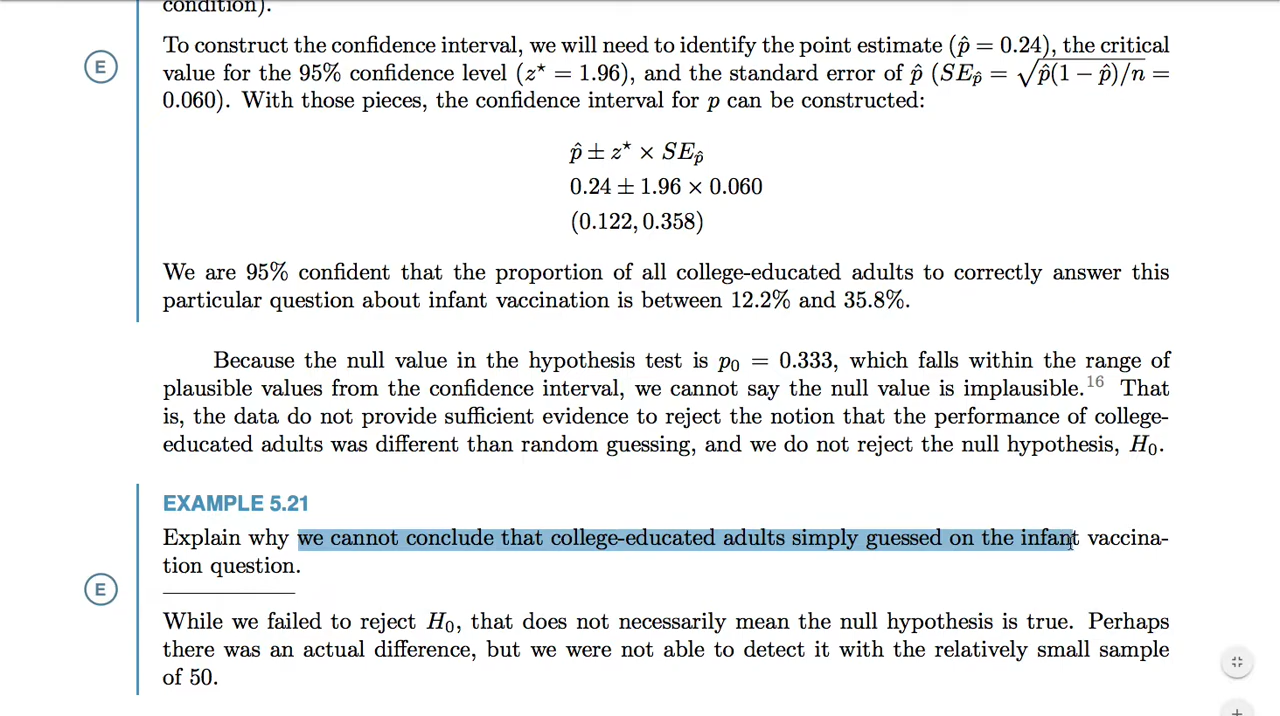 condition).
To construct the confidence interval, we will need to identify the point estimate (p̂ = 0.24), the critical
value for the 95% confidence level (z⋆ = 1.96), and the standard error of p̂ (SEp̂ = √p̂(1 − p̂)/n =
0.060). With those pieces, the confidence interval for p can be constructed:
p̂ ± z⋆ × SEp̂
0.24 ± 1.96 × 0.060
(0.122, 0.358)
We are 95% confident that the proportion of all college-educated adults to correctly answer this
particular question about infant vaccination is between 12.2% and 35.8%.
Because the null value in the hypothesis test is p₀ = 0.333, which falls within the range of
plausible values from the confidence interval, we cannot say the null value is implausible.¹⁶ That
is, the data do not provide sufficient evidence to reject the notion that the performance of college-
educated adults was different than random guessing, and we do not reject the null hypothesis, H₀.
EXAMPLE 5.21
Explain why we cannot conclude that college-educated adults simply guessed on the infant vaccina-
tion question.
While we failed to reject H₀, that does not necessarily mean the null hypothesis is true. Perhaps
there was an actual difference, but we were not able to detect it with the relatively small sample
of 50.
E
E